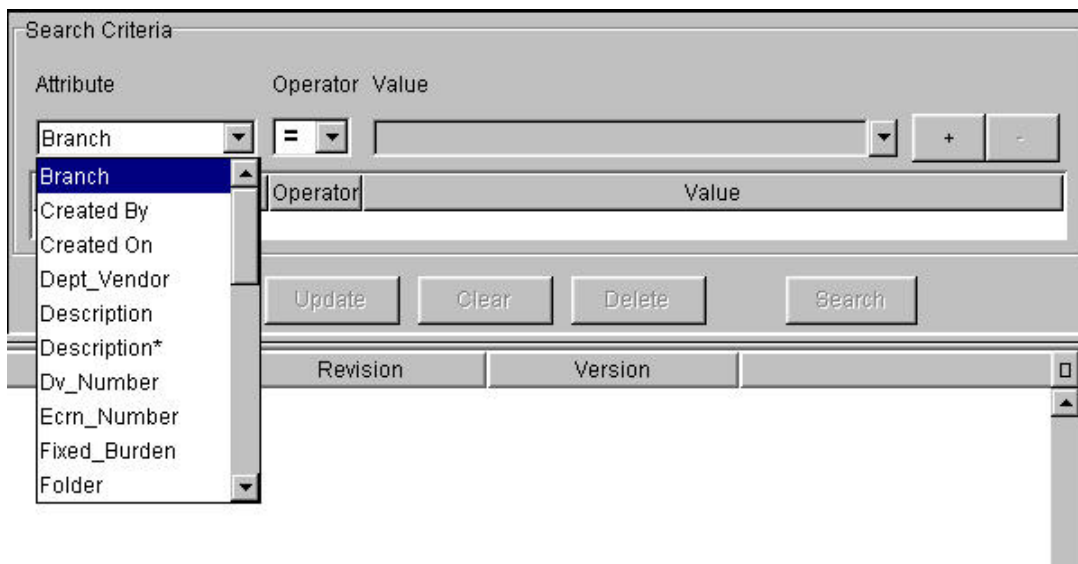 Search Criteria
Attribute Operator Value
Branch = + -
Branch
Operator Value
Created By
Created On
Dept_Vendor
Update Clear Delete Search
Description
Description*
Revision Version
Dv_Number
Ecrn_Number
Fixed_Burden
Folder